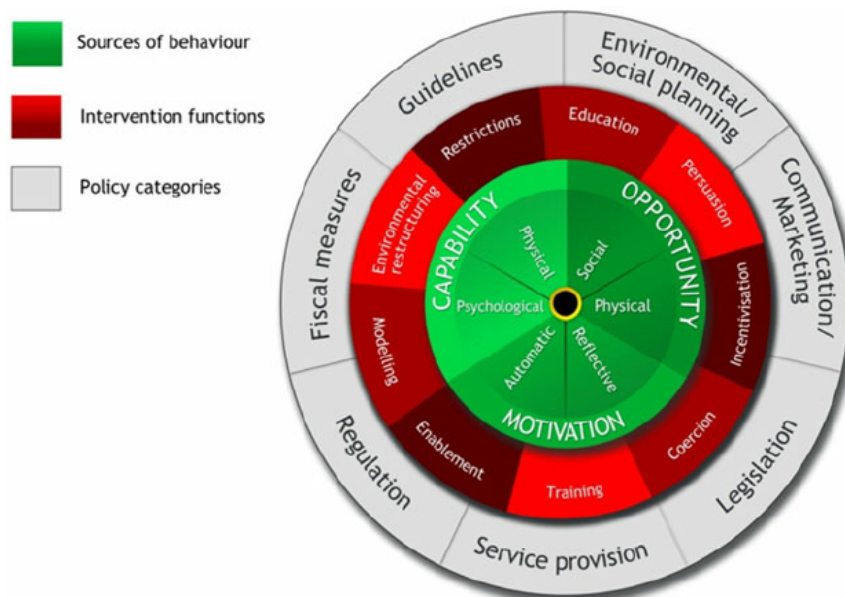 Sources of behaviour
Intervention functions
Policy categories
Guidelines
Environmental/
Social planning
Communication/
Marketing
Legislation
Service provision
Regulation
Fiscal measures
Restrictions
Education
Persuasion
Incentivisation
Coercion
Training
Enablement
Modelling
Environmental
restructuring
CAPABILITY
OPPORTUNITY
MOTIVATION
Physical
Social
Physical
Reflective
Automatic
Psychological